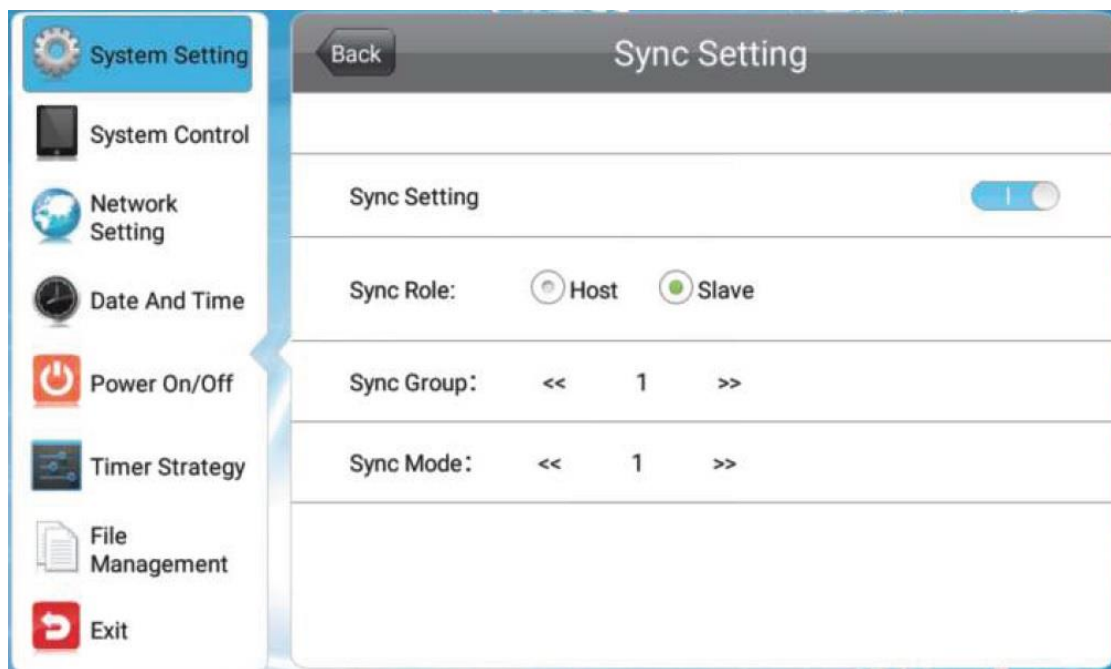 System Setting
System Control
Network
Setting
Date And Time
Power On/Off
Timer Strategy
File
Management
Exit
Back
Sync Setting
Sync Setting
Sync Role: Host Slave
Sync Group: << 1 >>
Sync Mode: << 1 >>